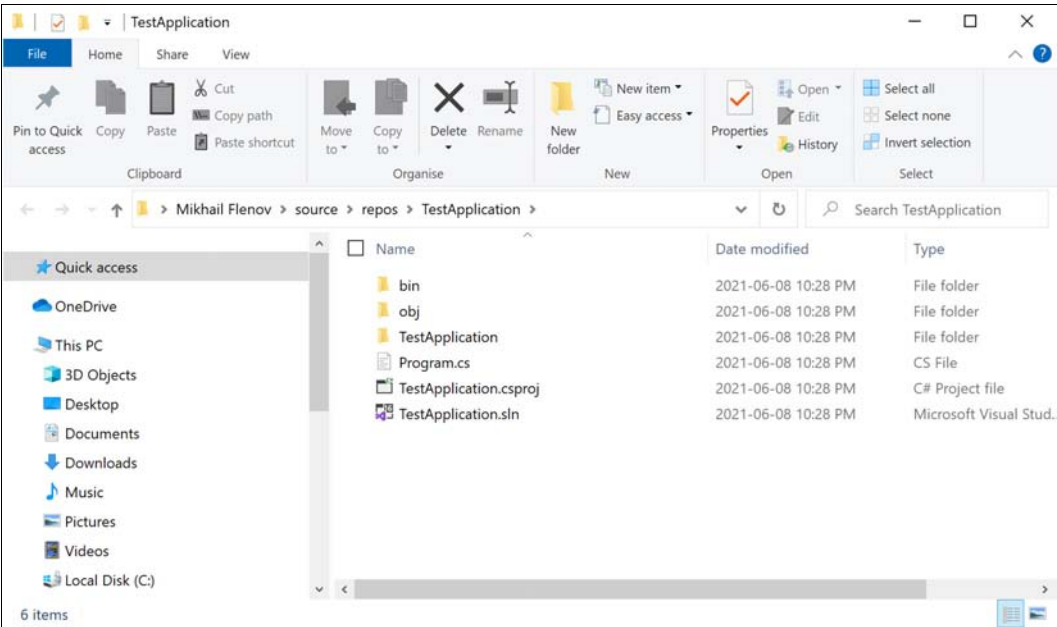 TestApplication
File Home Share View
Pin to Quick access
Copy
Paste
Cut
Copy path
Paste shortcut
Clipboard
Move to
Copy to
Delete
Rename
Organise
New folder
New item
Easy access
New
Properties
Open
Edit
History
Open
Select all
Select none
Invert selection
Select
Mikhail Flenov > source > repos > TestApplication >
Search TestApplication
Quick access
OneDrive
This PC
3D Objects
Desktop
Documents
Downloads
Music
Pictures
Videos
Local Disk (C:)
Name Date modified Type
bin 2021-06-08 10:28 PM File folder
obj 2021-06-08 10:28 PM File folder
TestApplication 2021-06-08 10:28 PM File folder
Program.cs 2021-06-08 10:28 PM CS File
TestApplication.csproj 2021-06-08 10:28 PM C# Project file
TestApplication.sln 2021-06-08 10:28 PM Microsoft Visual Stud..
6 items